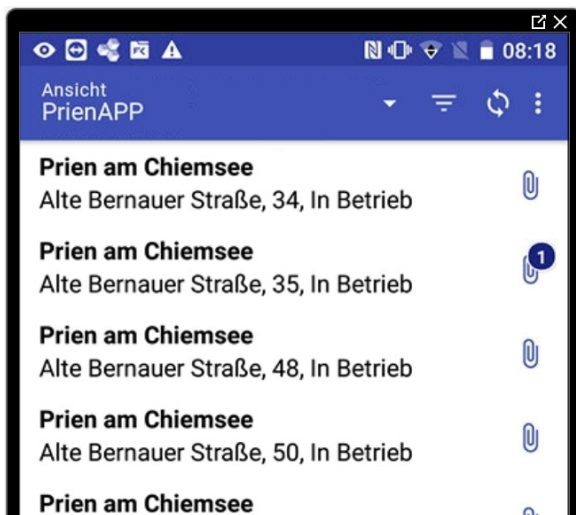 08:18
Ansicht
PrienAPP
Prien am Chiemsee
Alte Bernauer Straße, 34, In Betrieb
Prien am Chiemsee
1
Alte Bernauer Straße, 35, In Betrieb
Prien am Chiemsee
Alte Bernauer Straße, 48, In Betrieb
Prien am Chiemsee
Alte Bernauer Straße, 50, In Betrieb
Prien am Chiemsee